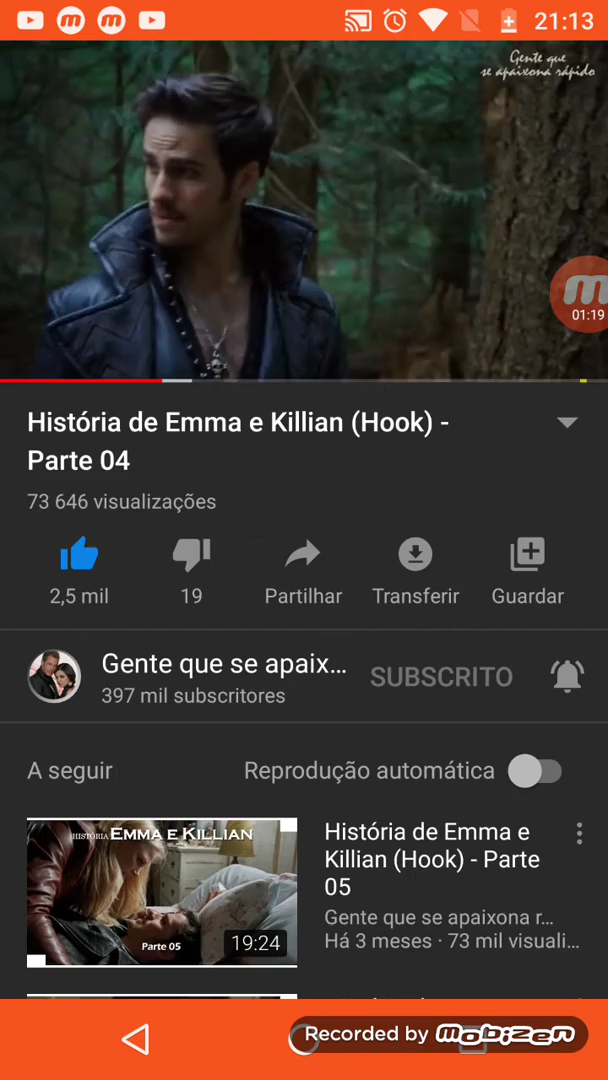 21:13
Gente que
se apaixona rápido
01:19
História de Emma e Killian (Hook) -
Parte 04
73 646 visualizações
2,5 mil
19
Partilhar
Transferir
Guardar
Gente que se apaix...
SUBSCRITO
397 mil subscritores
A seguir
Reprodução automática
HISTÓRIA EMMA E KILLIAN
Parte 05
19:24
História de Emma e
Killian (Hook) - Parte
05
Gente que se apaixona r...
Há 3 meses · 73 mil visuali...
Recorded by mobizen